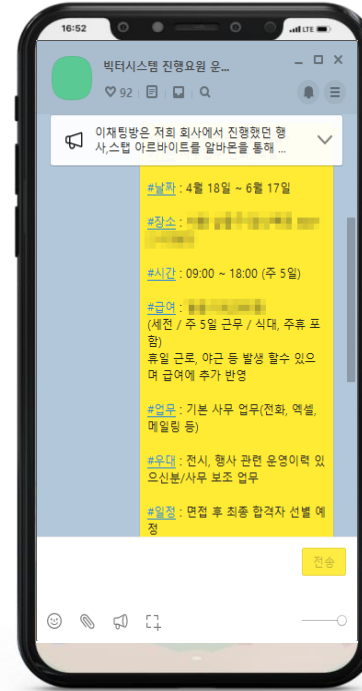 16:52
LTE
빅터시스템 진행요원 운...
92
이채팅방은 저희 회사에서 진행했던 행
사,스탭 아르바이트를 알바몬을 통해 ...
#날짜 : 4월 18일 ~ 6월 17일
#장소 :
#시간 : 09:00 ~ 18:00 (주 5일)
#급여 :
(세전 / 주 5일 근무 / 식대, 주휴 포
함)
휴일 근로, 야근 등 발생 할수 있으
며 급여에 추가 반영
#업무 : 기본 사무 업무(전화, 엑셀,
메일링 등)
#우대 : 전시, 행사 관련 운영이력 있
으신분/사무 보조 업무
#일정 : 면접 후 최종 합격자 선별 예
정
전송